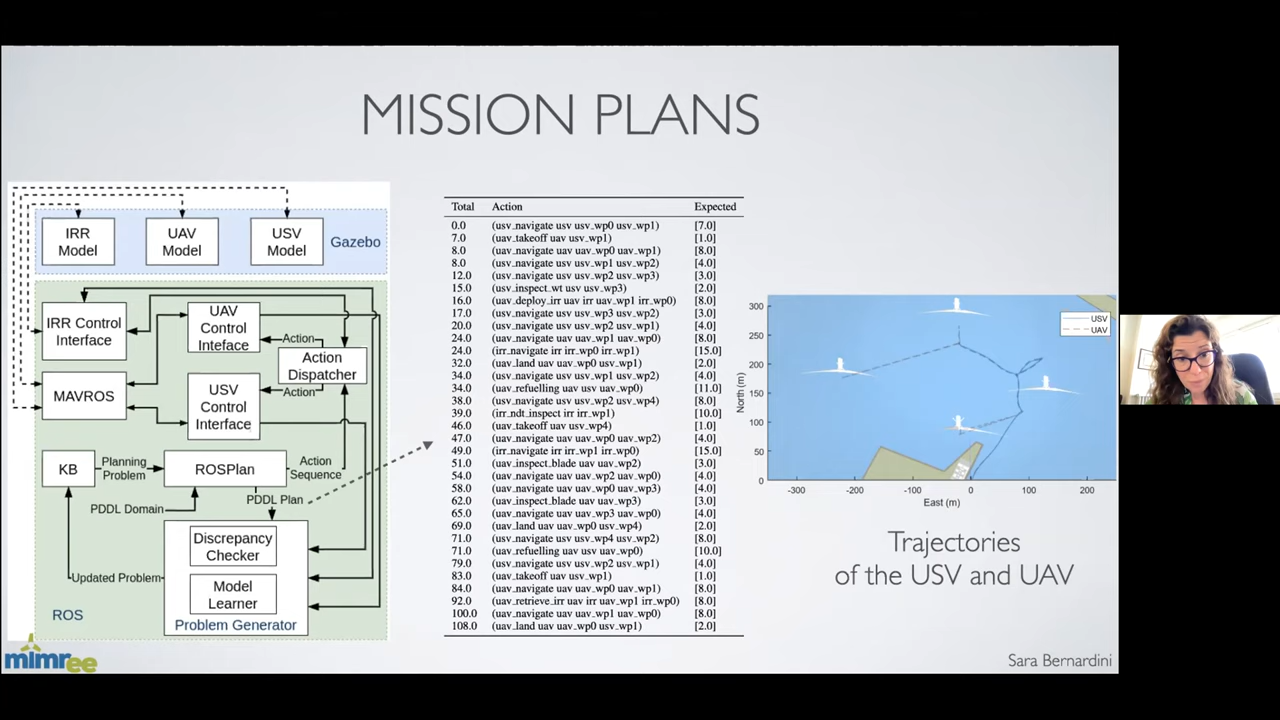 MISSION PLANS
IRR
Model
UAV
Model
USV
Model
Gazebo
IRR Control
Interface
UAV
Control
Inteface
Action
Action
Dispatcher
MAVROS
USV
Control
Interface
Action
KB
Planning
Problem
ROSPlan
Action
Sequence
PDDL Plan
PDDL Domain
Discrepancy
Checker
Updated Problem
Model
Learner
ROS
Problem Generator
mimree
Total Action Expected
0.0 (usv_navigate usv usv_wp0 usv_wp1) [7.0]
7.0 (uav_takeoff uav usv_wp1) [1.0]
8.0 (uav_navigate uav uav_wp0 uav_wp1) [8.0]
8.0 (usv_navigate usv usv_wp1 usv_wp2) [4.0]
12.0 (usv_navigate usv usv_wp2 usv_wp3) [3.0]
15.0 (usv_inspect_wt usv usv_wp3) [2.0]
16.0 (uav_deploy_irr uav irr uav_wp1 irr_wp0) [8.0]
17.0 (usv_navigate usv usv_wp3 usv_wp2) [3.0]
20.0 (usv_navigate usv usv_wp2 usv_wp1) [4.0]
24.0 (uav_navigate uav uav_wp1 uav_wp0) [8.0]
24.0 (irr_navigate irr irr_wp0 irr_wp1) [15.0]
32.0 (uav_land uav uav_wp0 usv_wp1) [2.0]
34.0 (usv_navigate usv usv_wp1 usv_wp2) [4.0]
34.0 (uav_refuelling uav usv uav_wp0) [11.0]
38.0 (usv_navigate usv usv_wp2 usv_wp4) [8.0]
39.0 (irr_ndt_inspect irr irr_wp1) [10.0]
46.0 (uav_takeoff uav usv_wp4) [1.0]
47.0 (uav_navigate uav uav_wp0 uav_wp2) [4.0]
49.0 (irr_navigate irr irr_wp1 irr_wp0) [15.0]
51.0 (uav_inspect_blade uav uav_wp2) [3.0]
54.0 (uav_navigate uav uav_wp2 uav_wp0) [4.0]
58.0 (uav_navigate uav uav_wp0 uav_wp3) [4.0]
62.0 (uav_inspect_blade uav uav_wp3) [3.0]
65.0 (uav_navigate uav uav_wp3 uav_wp0) [4.0]
69.0 (uav_land uav uav_wp0 usv_wp4) [2.0]
71.0 (usv_navigate usv usv_wp4 usv_wp2) [8.0]
71.0 (uav_refuelling uav usv uav_wp0) [10.0]
79.0 (usv_navigate usv usv_wp2 usv_wp1) [4.0]
83.0 (uav_takeoff uav usv_wp1) [1.0]
84.0 (uav_navigate uav uav_wp0 uav_wp1) [8.0]
92.0 (uav_retrieve_irr uav irr uav_wp1 irr_wp0) [8.0]
100.0 (uav_navigate uav uav_wp1 uav_wp0) [8.0]
108.0 (uav_land uav uav_wp0 usv_wp1) [2.0]
300
250
200
150
100
50
0
North (m)
USV
UAV
-300 -200 -100 0 100 200
East (m)
Trajectories
of the USV and UAV
Sara Bernardini